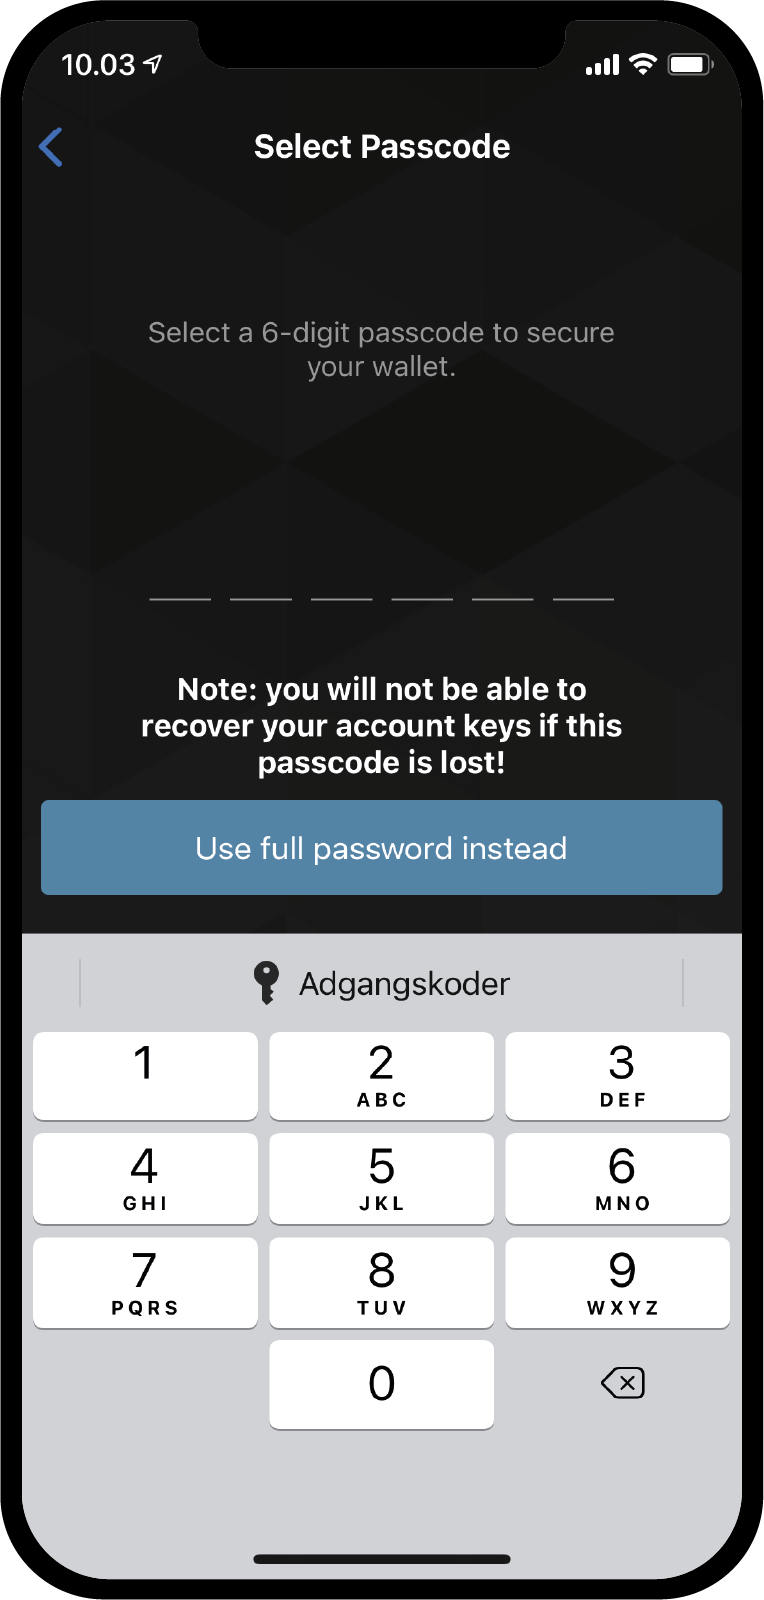 10.03
Select Passcode
Select a 6-digit passcode to secure
your wallet.
Note: you will not be able to
recover your account keys if this
passcode is lost!
Use full password instead
Adgangskoder
1
2
ABC
3
DEF
4
GHI
5
JKL
6
MNO
7
PQRS
8
TUV
9
WXYZ
0